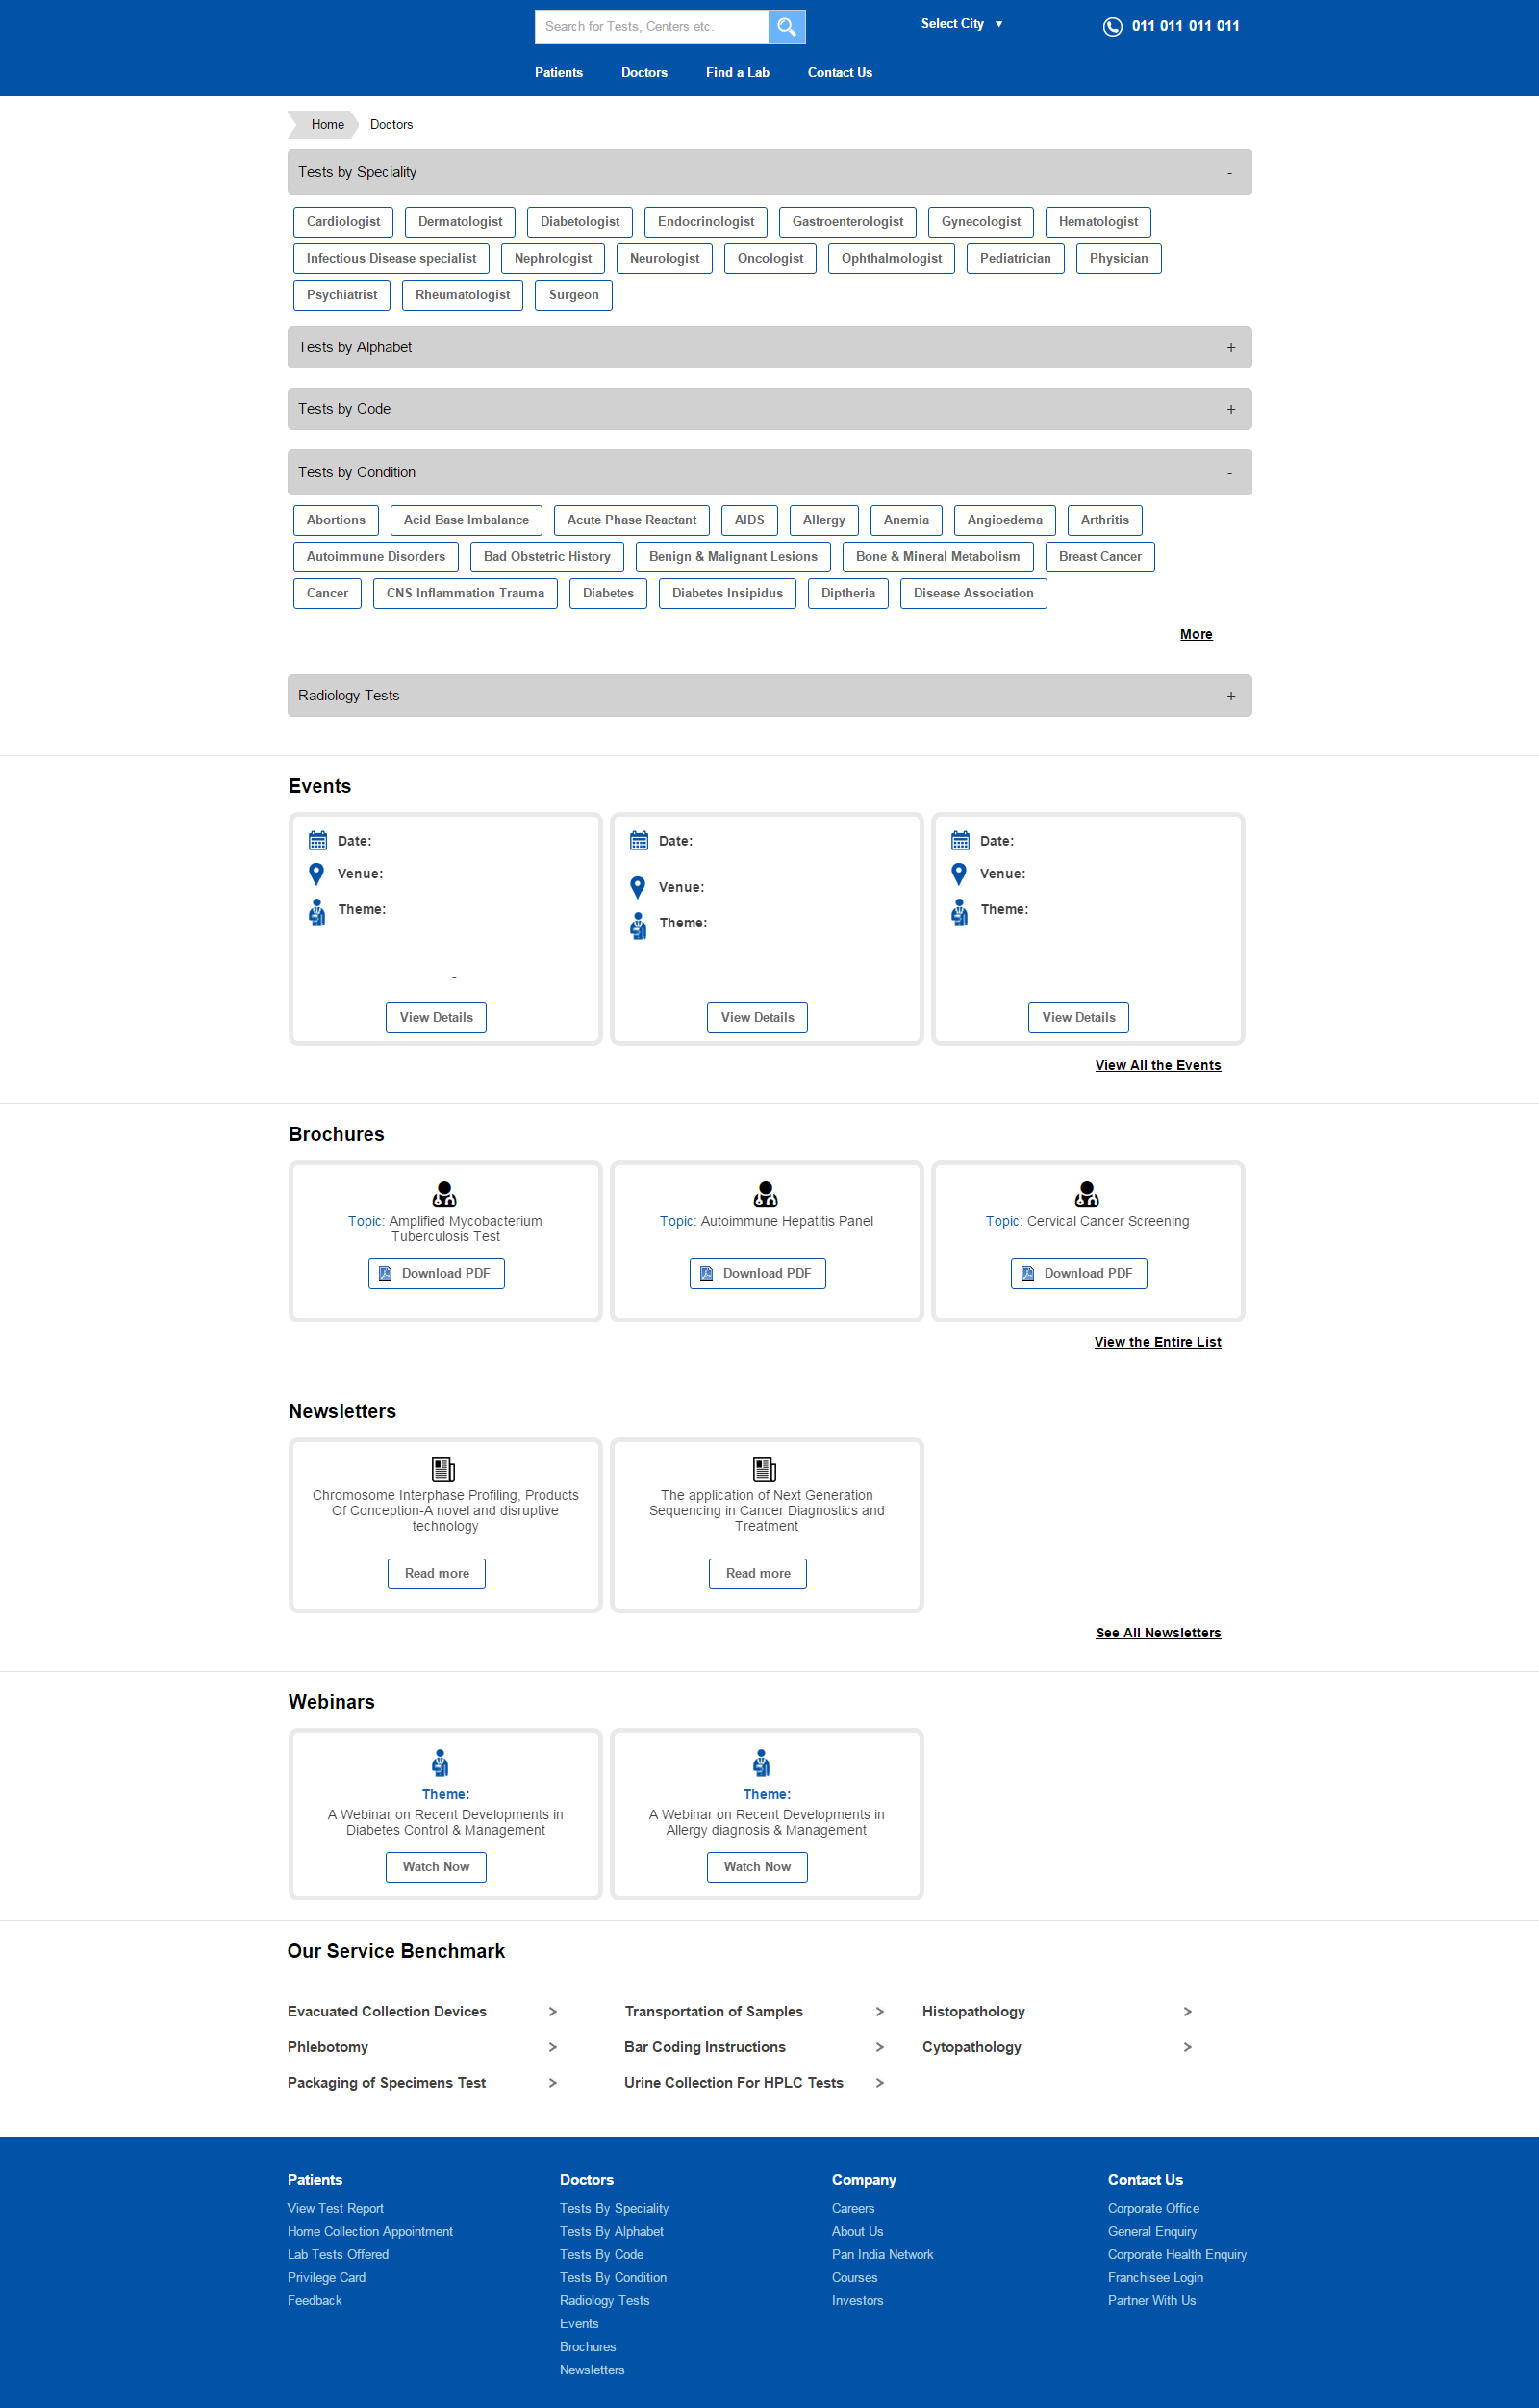 Search for Tests, Centers etc.
Select City ▼
011 011 011 011
Patients Doctors Find a Lab Contact Us
Home Doctors
Tests by Speciality -
Cardiologist Dermatologist Diabetologist Endocrinologist Gastroenterologist Gynecologist Hematologist
Infectious Disease specialist Nephrologist Neurologist Oncologist Ophthalmologist Pediatrician Physician
Psychiatrist Rheumatologist Surgeon
Tests by Alphabet +
Tests by Code +
Tests by Condition -
Abortions Acid Base Imbalance Acute Phase Reactant AIDS Allergy Anemia Angioedema Arthritis
Autoimmune Disorders Bad Obstetric History Benign & Malignant Lesions Bone & Mineral Metabolism Breast Cancer
Cancer CNS Inflammation Trauma Diabetes Diabetes Insipidus Diptheria Disease Association
More
Radiology Tests +
Events
Date:
Venue:
Theme:
-
View Details
Date:
Venue:
Theme:
View Details
Date:
Venue:
Theme:
View Details
View All the Events
Brochures
Topic: Amplified Mycobacterium
Tuberculosis Test
Download PDF
Topic: Autoimmune Hepatitis Panel
Download PDF
Topic: Cervical Cancer Screening
Download PDF
View the Entire List
Newsletters
Chromosome Interphase Profiling, Products
Of Conception-A novel and disruptive
technology
Read more
The application of Next Generation
Sequencing in Cancer Diagnostics and
Treatment
Read more
See All Newsletters
Webinars
Theme:
A Webinar on Recent Developments in
Diabetes Control & Management
Watch Now
Theme:
A Webinar on Recent Developments in
Allergy diagnosis & Management
Watch Now
Our Service Benchmark
Evacuated Collection Devices > Transportation of Samples > Histopathology >
Phlebotomy > Bar Coding Instructions > Cytopathology >
Packaging of Specimens Test > Urine Collection For HPLC Tests >
Patients
View Test Report
Home Collection Appointment
Lab Tests Offered
Privilege Card
Feedback
Doctors
Tests By Speciality
Tests By Alphabet
Tests By Code
Tests By Condition
Radiology Tests
Events
Brochures
Newsletters
Company
Careers
About Us
Pan India Network
Courses
Investors
Contact Us
Corporate Office
General Enquiry
Corporate Health Enquiry
Franchisee Login
Partner With Us